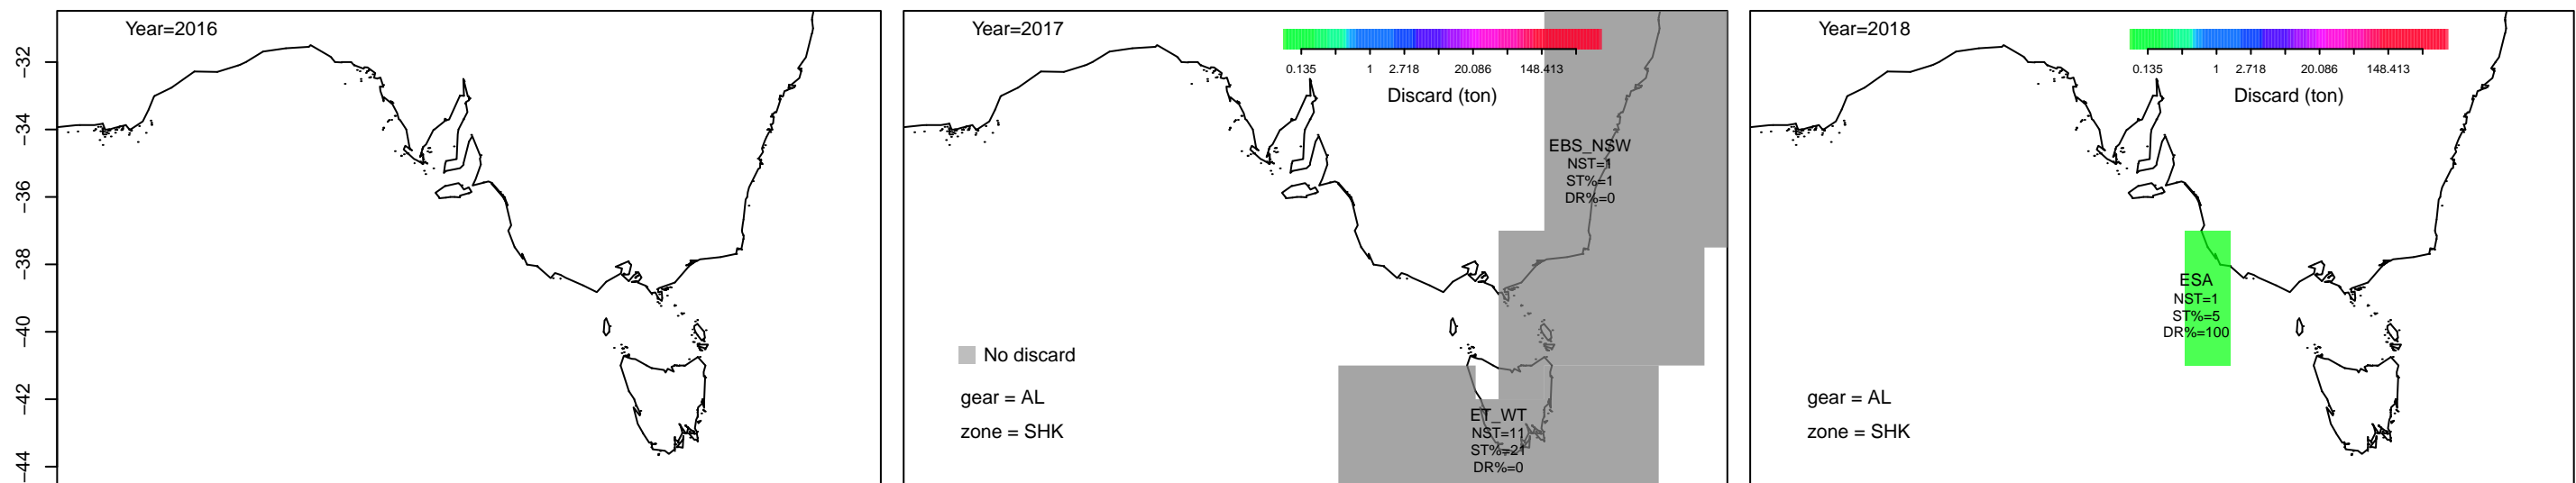 Year=2016
-32
-34
-36
-38
-40
-42
-44
Year=2017
0.135 1 2.718 20.086 148.413
Discard (ton)
EBS_NSW
NST=1
ST%=1
DR%=0
No discard
gear = AL
zone = SHK
ET_WT
NST=11
ST%=21
DR%=0
Year=2018
0.135 1 2.718 20.086 148.413
Discard (ton)
ESA
NST=1
ST%=5
DR%=100
gear = AL
zone = SHK